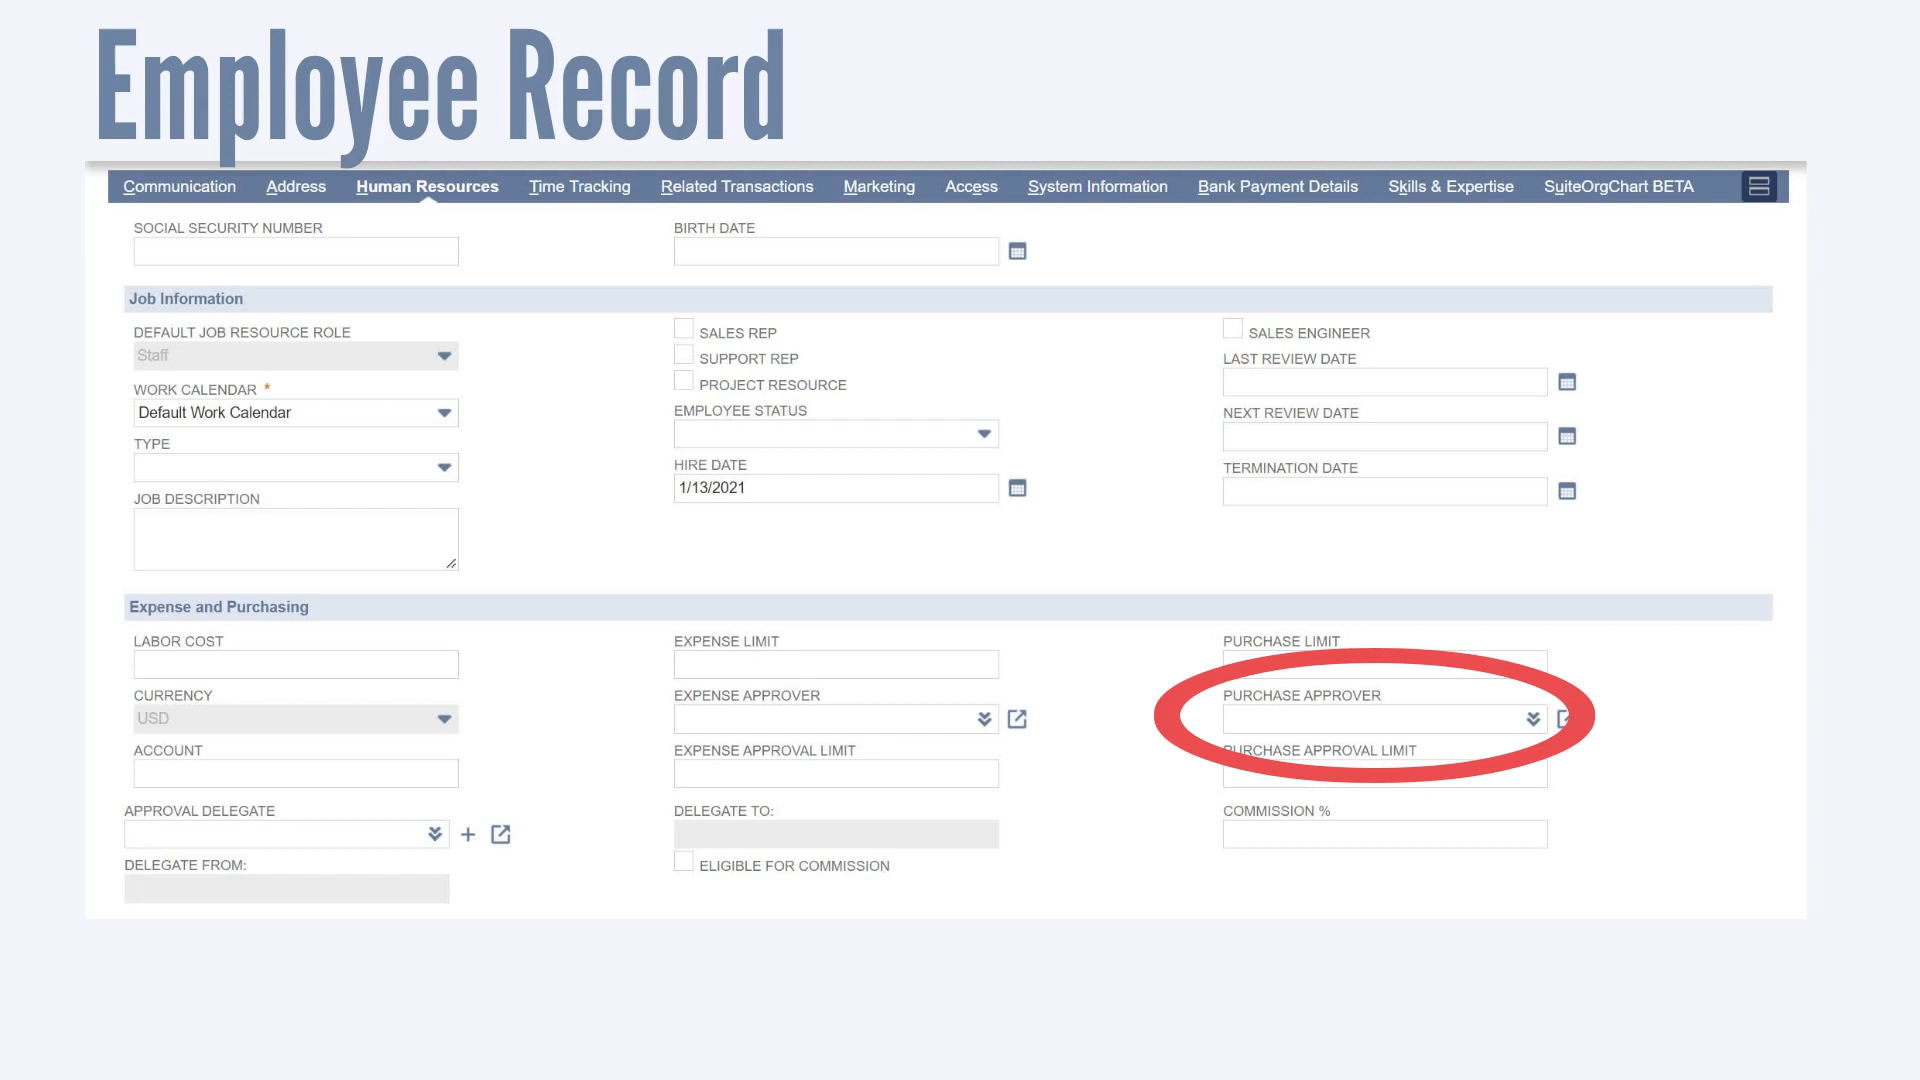 Employee Record
Communication Address Human Resources Time Tracking Related Transactions Marketing Access System Information Bank Payment Details Skills & Expertise SuiteOrgChart BETA
SOCIAL SECURITY NUMBER BIRTH DATE
Job Information
DEFAULT JOB RESOURCE ROLE SALES REP SALES ENGINEER
Staff SUPPORT REP LAST REVIEW DATE
WORK CALENDAR * PROJECT RESOURCE
Default Work Calendar EMPLOYEE STATUS NEXT REVIEW DATE
TYPE HIRE DATE TERMINATION DATE
1/13/2021
JOB DESCRIPTION
Expense and Purchasing
LABOR COST EXPENSE LIMIT PURCHASE LIMIT
CURRENCY EXPENSE APPROVER PURCHASE APPROVER
USD
ACCOUNT EXPENSE APPROVAL LIMIT PURCHASE APPROVAL LIMIT
APPROVAL DELEGATE DELEGATE TO: COMMISSION %
DELEGATE FROM: ELIGIBLE FOR COMMISSION